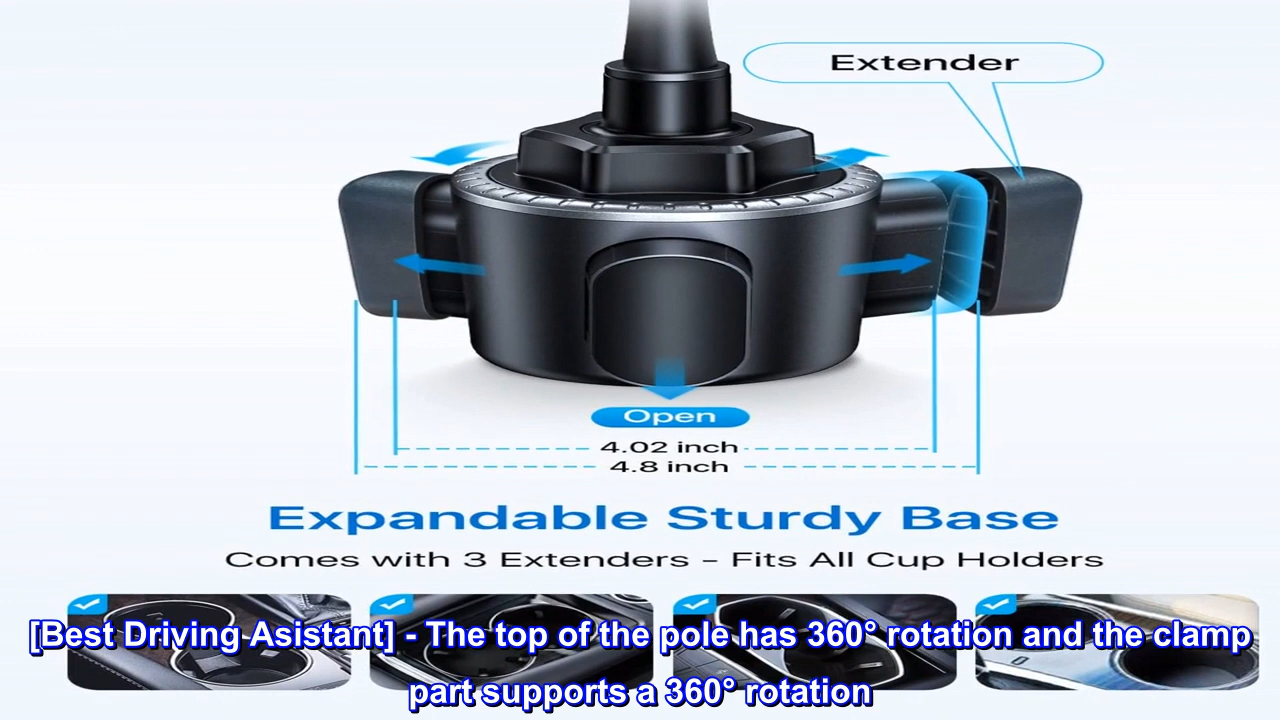 Extender
Open
4.02 inch
4.8 inch
Expandable Sturdy Base
Comes with 3 Extenders - Fits All Cup Holders
[Best Driving Asistant] - The top of the pole has 360° rotation and the clamp
part supports a 360° rotation